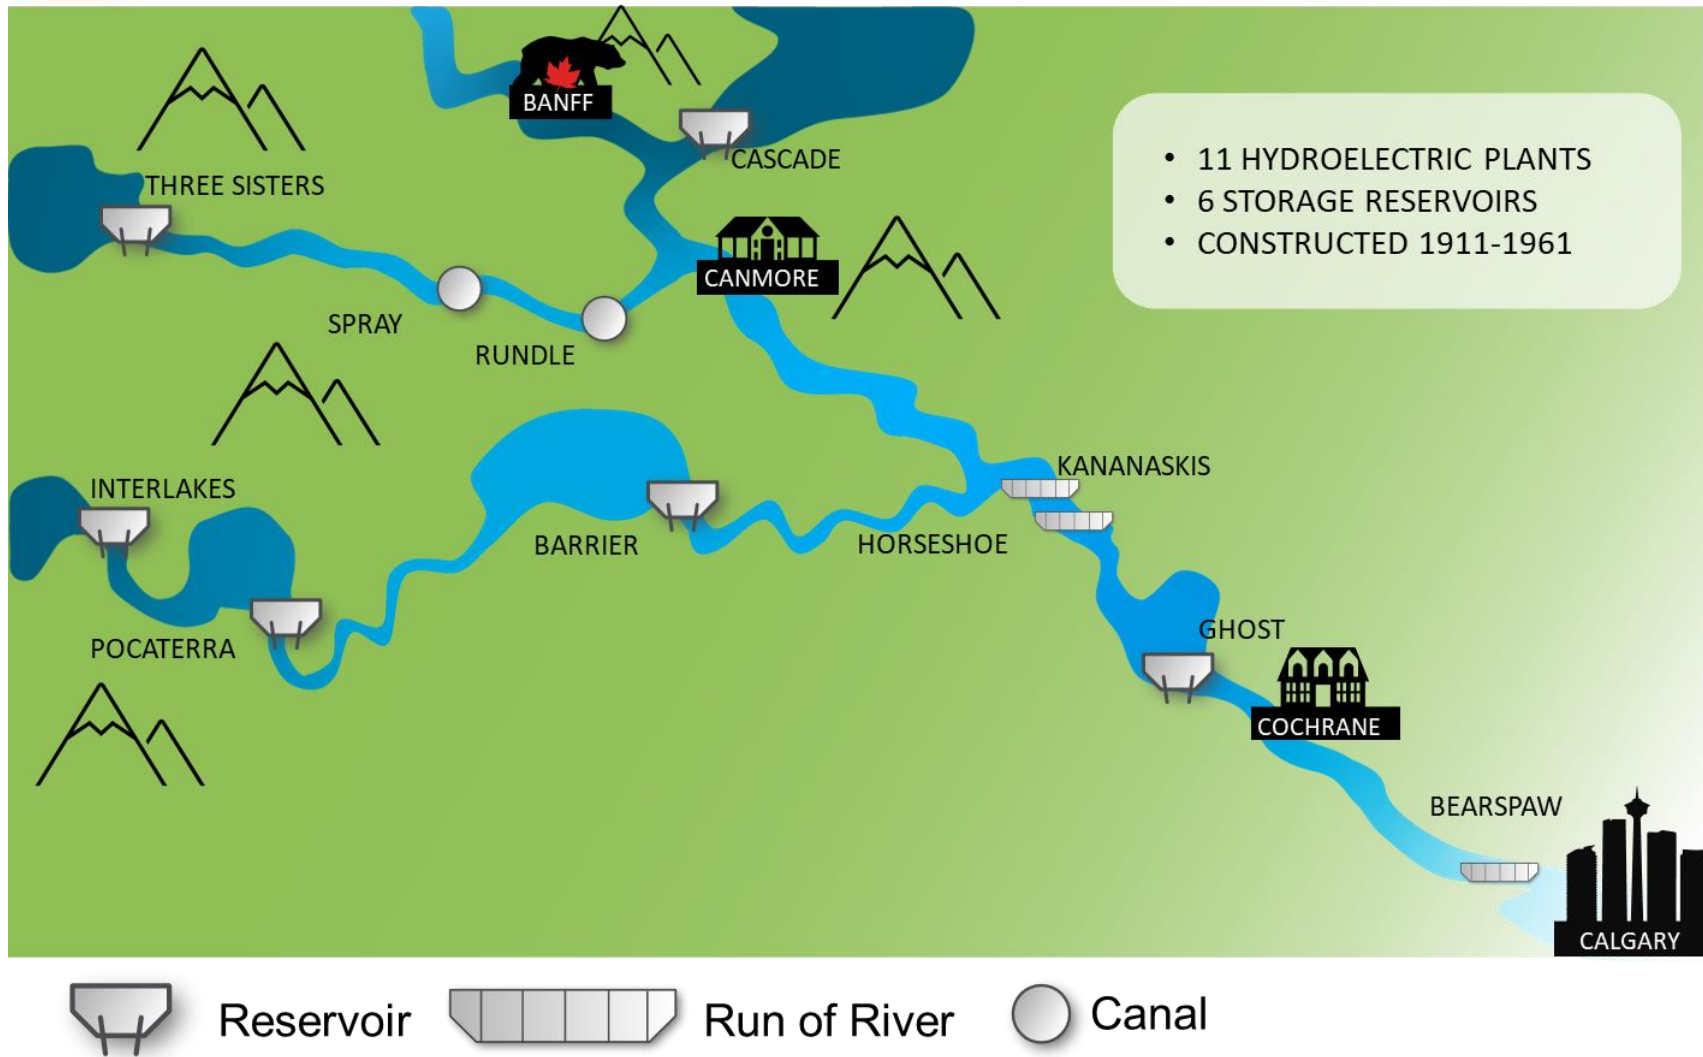 BANFF
CASCADE
THREE SISTERS
• 11 HYDROELECTRIC PLANTS
• 6 STORAGE RESERVOIRS
• CONSTRUCTED 1911-1961
CANMORE
SPRAY
RUNDLE
KANANASKIS
INTERLAKES
BARRIER
HORSESHOE
GHOST
POCATERRA
COCHRANE
BEARSPAW
CALGARY
Reservoir
Run of River
Canal